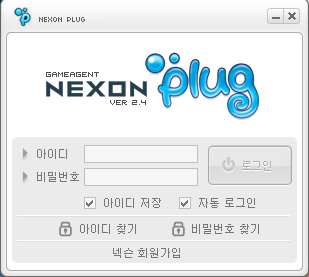 NEXON PLUG
GAMEAGENT
NEXON plug
VER 2.4
아이디
비밀번호
로그인
아이디 저장 자동 로그인
아이디 찾기 비밀번호 찾기
넥슨 회원가입